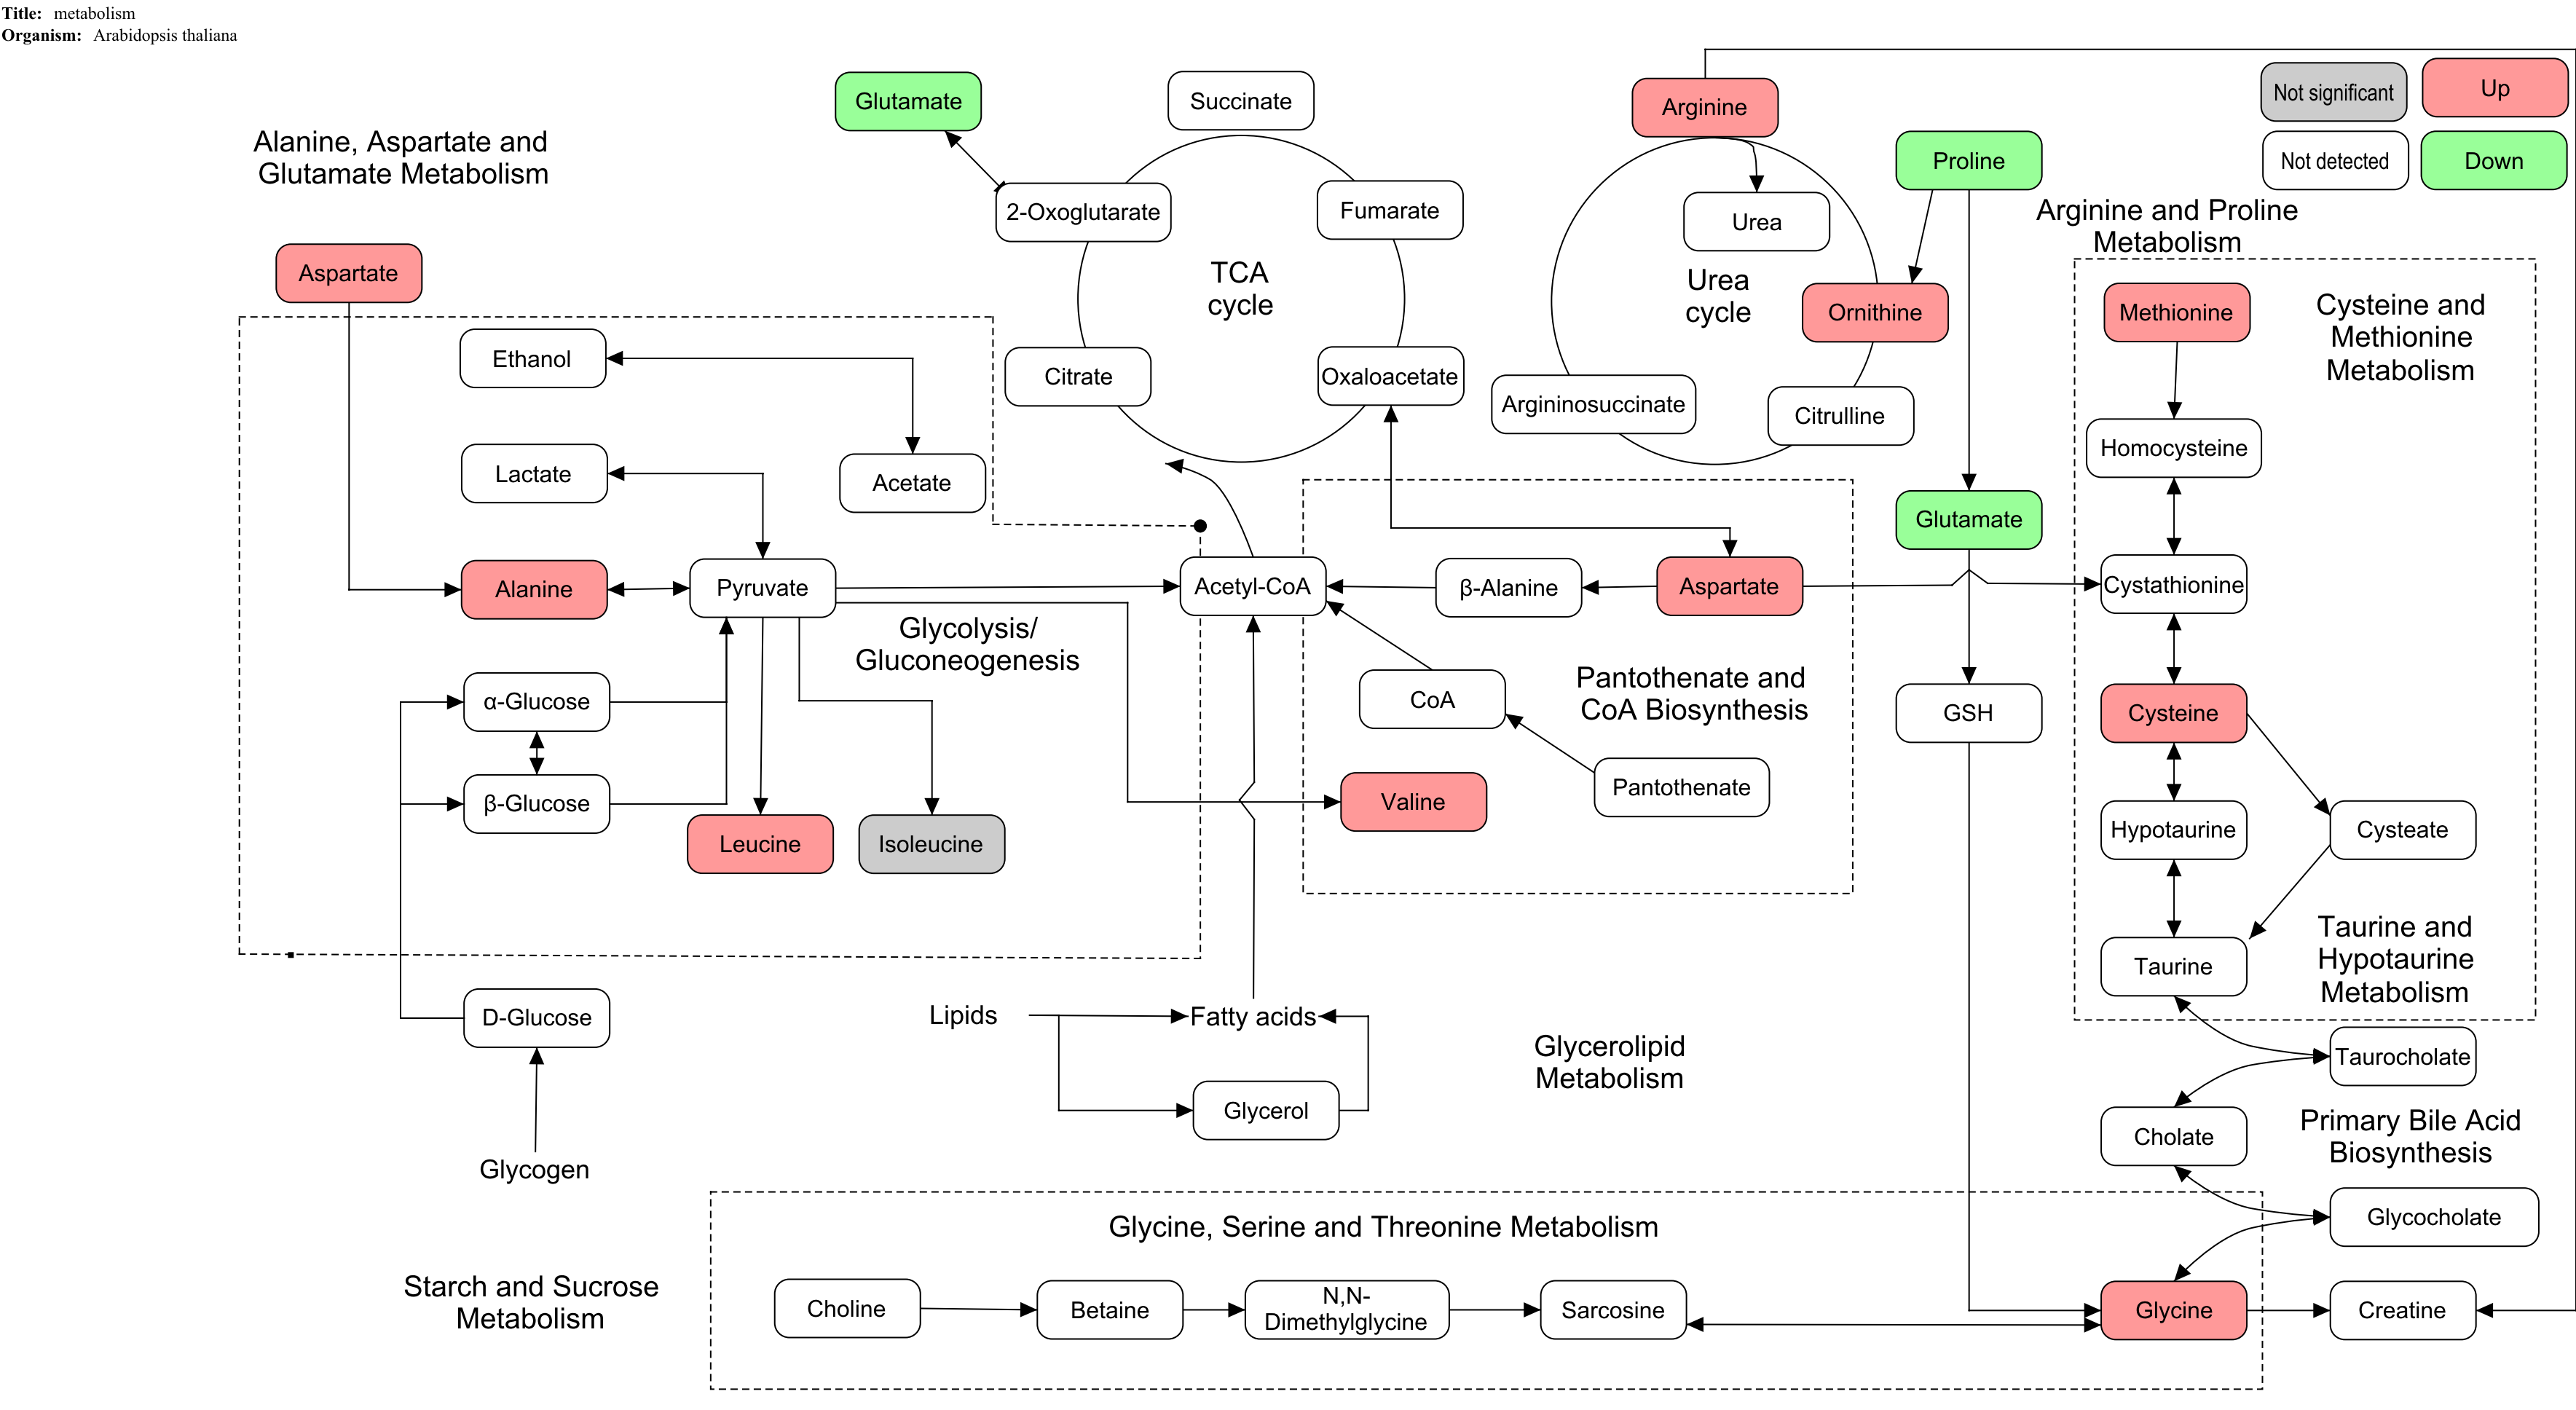 Title: metabolism
Organism: Arabidopsis thaliana
Glutamate
Succinate
Arginine
Not significant
Up
Alanine, Aspartate and
Glutamate Metabolism
Proline
Not detected
Down
2-Oxoglutarate
Fumarate
Urea
Arginine and Proline
Metabolism
Aspartate
TCA
cycle
Urea
cycle
Ornithine
Methionine
Cysteine and
Methionine
Metabolism
Ethanol
Citrate
Oxaloacetate
Argininosuccinate
Citrulline
Homocysteine
Lactate
Acetate
Glutamate
Alanine
Pyruvate
Acetyl-CoA
β-Alanine
Aspartate
Cystathionine
Glycolysis/
Gluconeogenesis
α-Glucose
CoA
Pantothenate and
CoA Biosynthesis
GSH
Cysteine
β-Glucose
Valine
Pantothenate
Leucine
Isoleucine
Hypotaurine
Cysteate
Taurine
Taurine and
Hypotaurine
Metabolism
D-Glucose
Lipids
Fatty acids
Glycerolipid
Metabolism
Taurocholate
Glycerol
Cholate
Primary Bile Acid
Biosynthesis
Glycogen
Glycine, Serine and Threonine Metabolism
Glycocholate
Starch and Sucrose
Metabolism
Choline
Betaine
N,N-
Dimethylglycine
Sarcosine
Glycine
Creatine